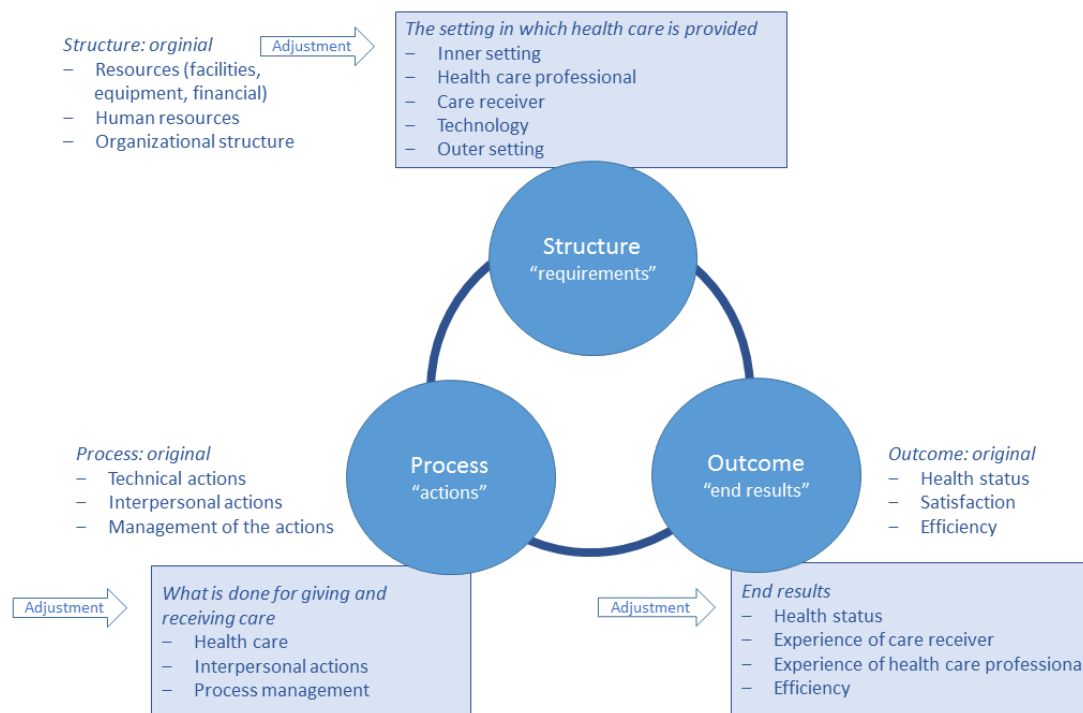 Structure: orginial
– Resources (facilities,
equipment, financial)
– Human resources
– Organizational structure
Adjustment
The setting in which health care is provided
– Inner setting
– Health care professional
– Care receiver
– Technology
– Outer setting
Structure
“requirements”
Process: original
– Technical actions
– Interpersonal actions
– Management of the actions
Process
“actions”
Outcome
“end results”
Outcome: original
– Health status
– Satisfaction
– Efficiency
Adjustment
What is done for giving and
receiving care
– Health care
– Interpersonal actions
– Process management
Adjustment
End results
– Health status
– Experience of care receiver
– Experience of health care professional
– Efficiency